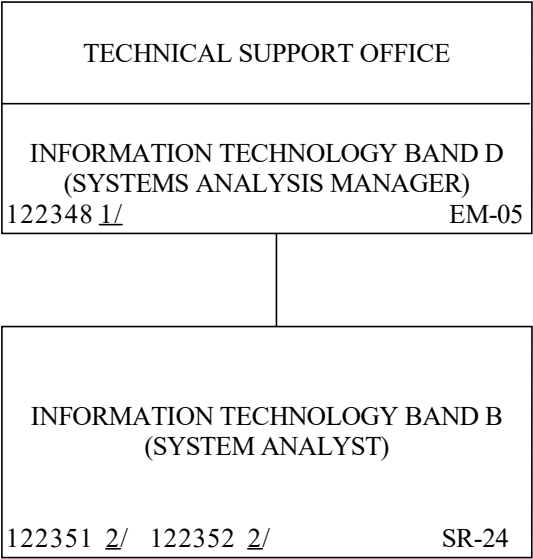 TECHNICAL SUPPORT OFFICE
INFORMATION TECHNOLOGY BAND D
(SYSTEMS ANALYSIS MANAGER)
122348 1/ EM-05
INFORMATION TECHNOLOGY BAND B
(SYSTEM ANALYST)
122351 2/ 122352 2/ SR-24